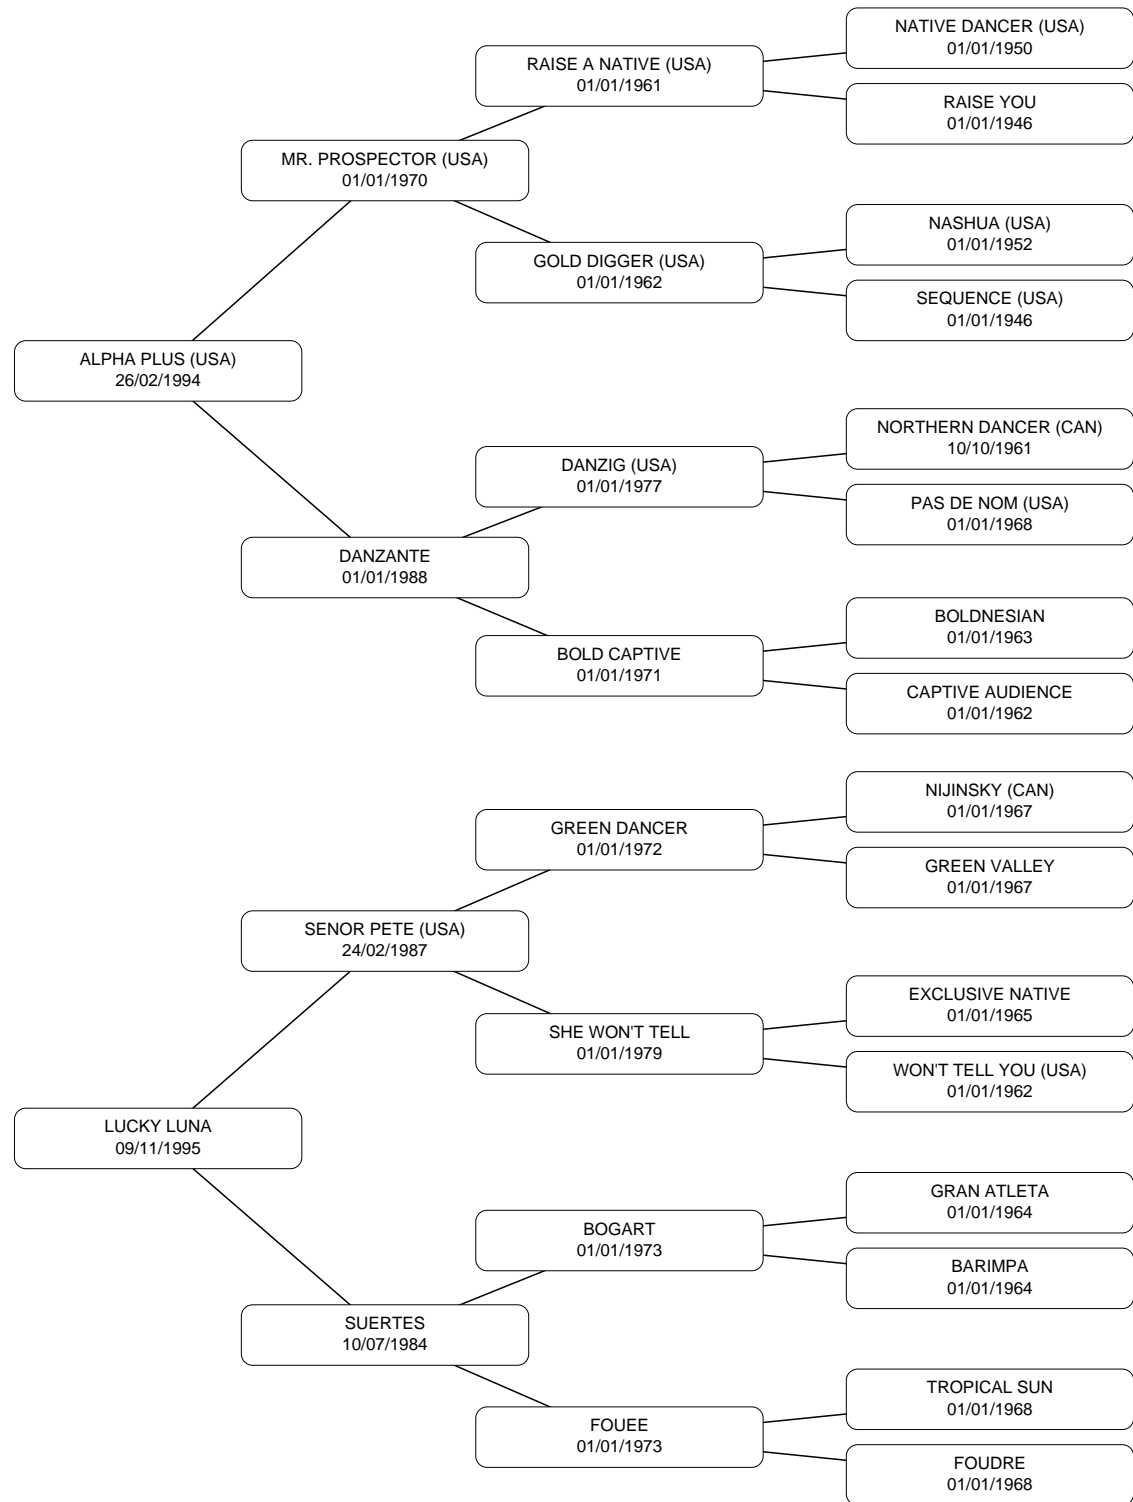 NATIVE DANCER (USA)
01/01/1950
RAISE A NATIVE (USA)
01/01/1961
RAISE YOU
01/01/1946
MR. PROSPECTOR (USA)
01/01/1970
NASHUA (USA)
01/01/1952
GOLD DIGGER (USA)
01/01/1962
SEQUENCE (USA)
01/01/1946
ALPHA PLUS (USA)
26/02/1994
NORTHERN DANCER (CAN)
10/10/1961
DANZIG (USA)
01/01/1977
PAS DE NOM (USA)
01/01/1968
DANZANTE
01/01/1988
BOLDNESIAN
01/01/1963
BOLD CAPTIVE
01/01/1971
CAPTIVE AUDIENCE
01/01/1962
NIJINSKY (CAN)
01/01/1967
GREEN DANCER
01/01/1972
GREEN VALLEY
01/01/1967
SENOR PETE (USA)
24/02/1987
EXCLUSIVE NATIVE
01/01/1965
SHE WON'T TELL
01/01/1979
WON'T TELL YOU (USA)
01/01/1962
LUCKY LUNA
09/11/1995
GRAN ATLETA
01/01/1964
BOGART
01/01/1973
BARIMPA
01/01/1964
SUERTES
10/07/1984
TROPICAL SUN
01/01/1968
FOUEE
01/01/1973
FOUDRE
01/01/1968